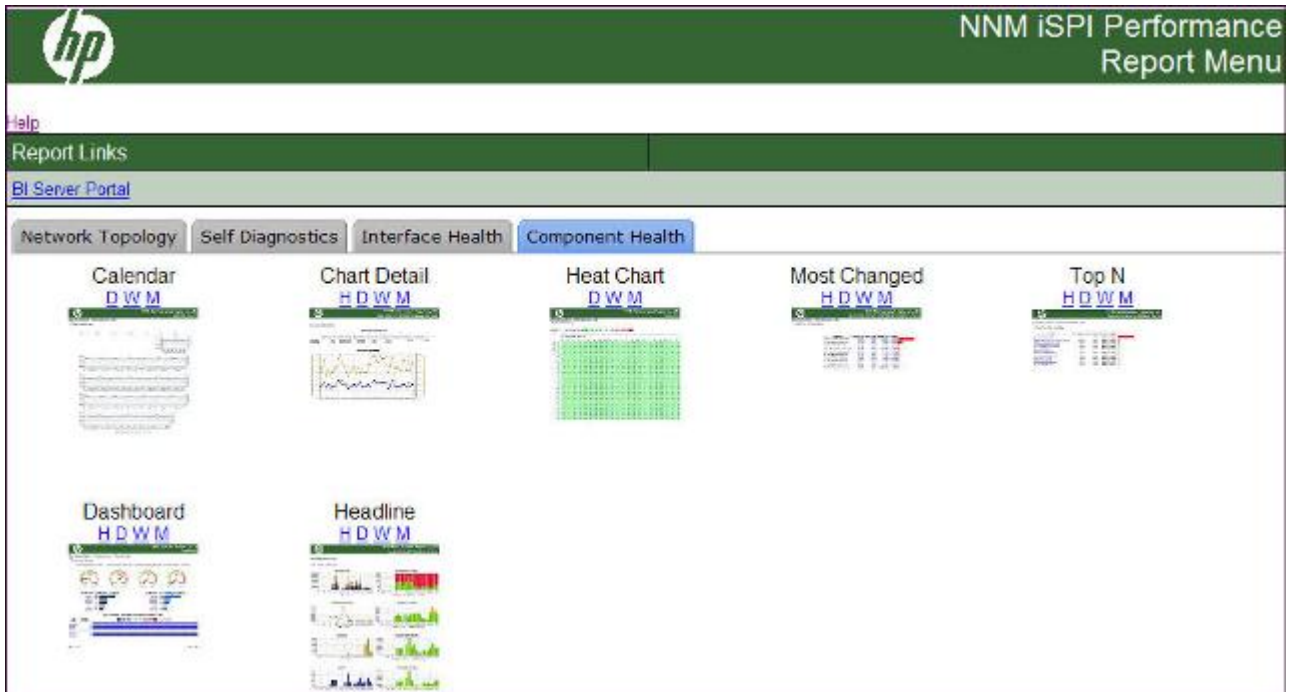 hp
NNM iSPI Performance
Report Menu
Help
Report Links
BI Server Portal
Network Topology Self Diagnostics Interface Health Component Health
Calendar Chart Detail Heat Chart Most Changed Top N
D W M H D W M D W M H D W M H D W M
Dashboard Headline
H D W M H D W M